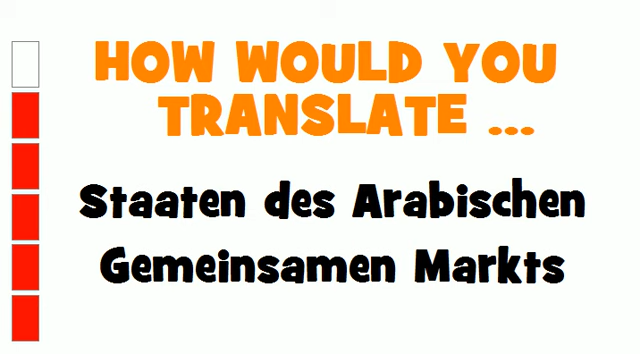 HOW WOULD YOU
TRANSLATE ...
Staaten des Arabischen
Gemeinsamen Markts